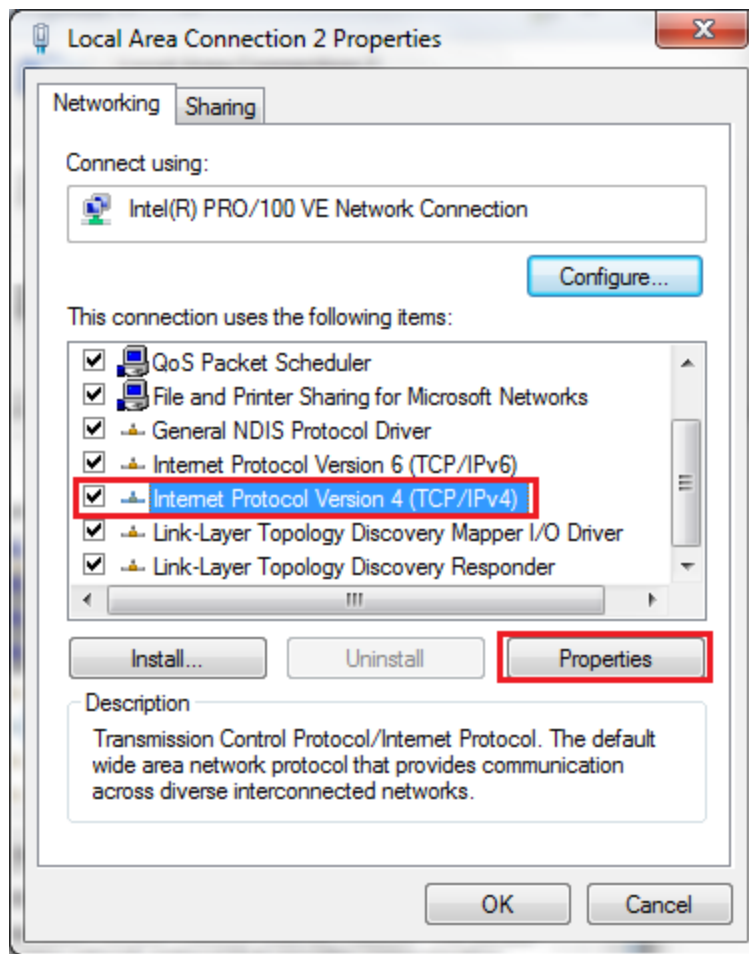 Local Area Connection 2 Properties
Networking
Sharing
Connect using:
Intel(R) PRO/100 VE Network Connection
Configure...
This connection uses the following items:
QoS Packet Scheduler
File and Printer Sharing for Microsoft Networks
General NDIS Protocol Driver
Internet Protocol Version 6 (TCP/IPv6)
Internet Protocol Version 4 (TCP/IPv4)
Link-Layer Topology Discovery Mapper I/O Driver
Link-Layer Topology Discovery Responder
Install...
Uninstall
Properties
Description
Transmission Control Protocol/Internet Protocol. The default
wide area network protocol that provides communication
across diverse interconnected networks.
OK
Cancel